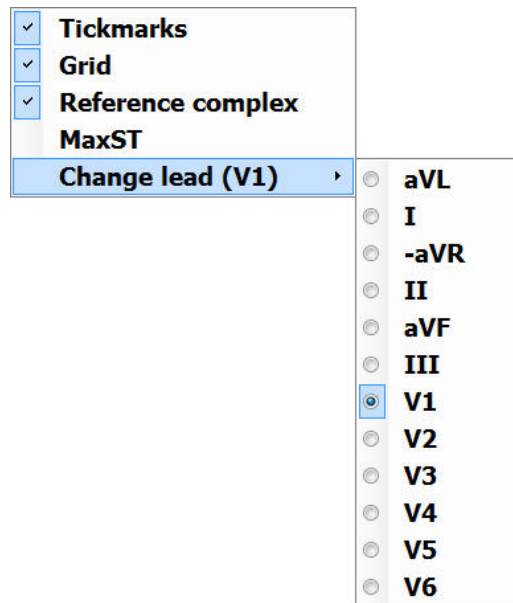 Tickmarks
Grid
Reference complex
MaxST
Change lead (V1)
aVL
I
-aVR
II
aVF
III
V1
V2
V3
V4
V5
V6